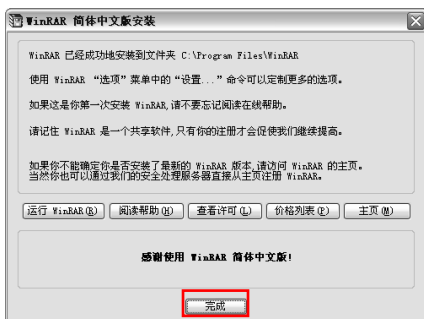 WinRAR 简体中文版安装
WinRAR 已经成功地安装到文件夹 C:\Program Files\WinRAR
使用 WinRAR “选项”菜单中的“设置...”命令可以定制更多的选项。
如果这是你第一次安装 WinRAR,请不要忘记阅读在线帮助。
请记住 WinRAR 是一个共享软件,只有你的注册才会促使我们继续提高。
如果你不能确定你是否安装了最新的 WinRAR 版本,请访问 WinRAR 的主页。
当然你也可以通过我们的安全处理服务器直接从主页注册 WinRAR。
运行 WinRAR(R) 阅读帮助(H) 查看许可(L) 价格列表(P) 主页(M)
感谢使用 WinRAR 简体中文版!
完成